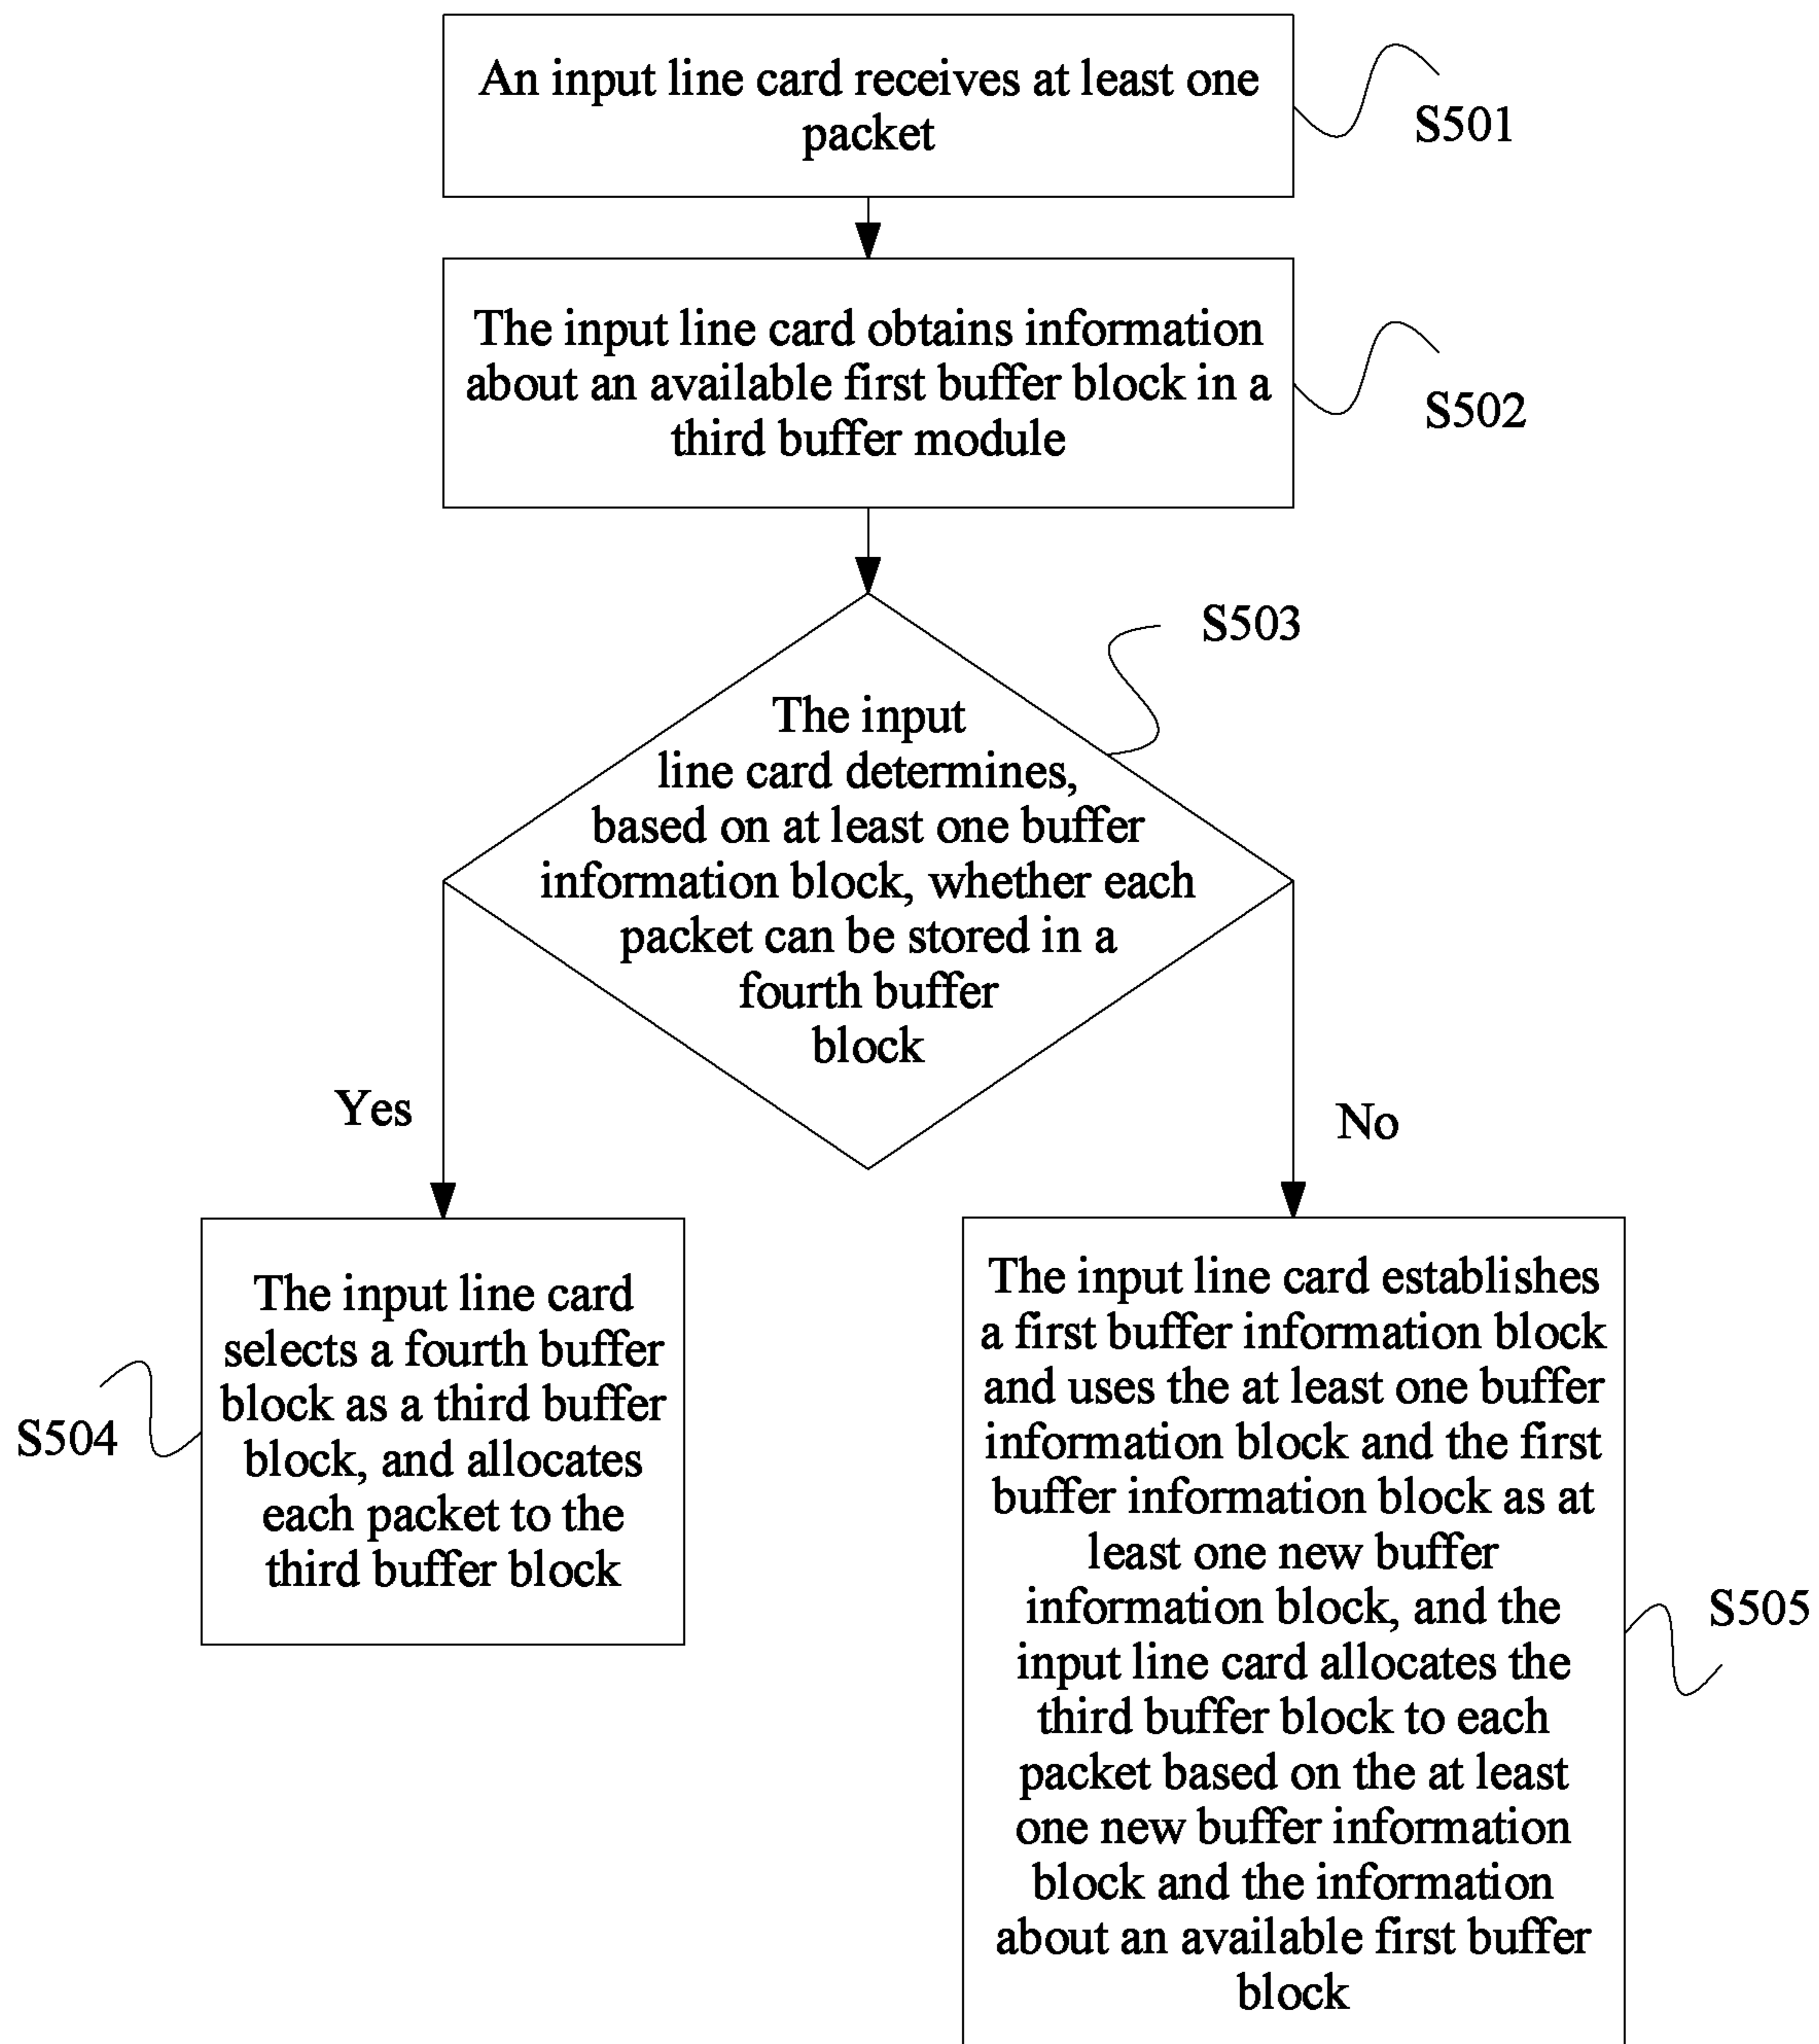 An input line card receives at least one
packet
S501
The input line card obtains information
about an available first buffer block in a
third buffer module
S502
S503
The input
line card determines,
based on at least one buffer
information block, whether each
packet can be stored in a
fourth buffer
block
Yes
No
The input line card
selects a fourth buffer
block as a third buffer
block, and allocates
each packet to the
third buffer block
S504
The input line card establishes
a first buffer information block
and uses the at least one buffer
information block and the first
buffer information block as at
least one new buffer
information block, and the
input line card allocates the
third buffer block to each
packet based on the at least
one new buffer information
block and the information
about an available first buffer
block
S505